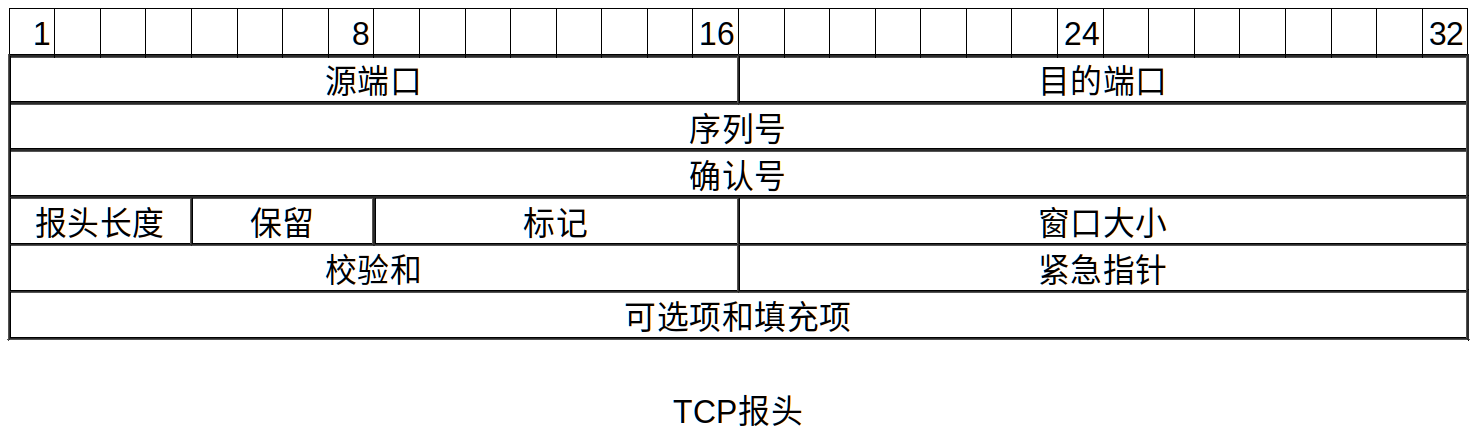 1 8 16 24 32
源端口 目的端口
序列号
确认号
报头长度 保留 标记 窗口大小
校验和 紧急指针
可选项和填充项
TCP报头